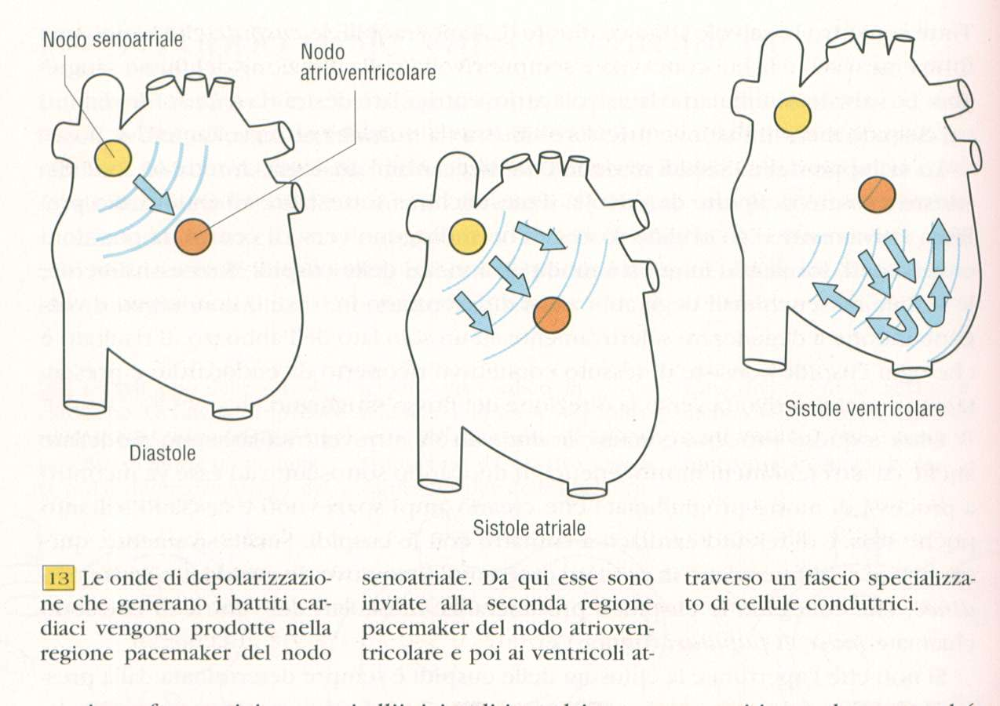 Nodo senoatriale
Nodo
atrioventricolare
Diastole
Sistole atriale
Sistole ventricolare
13 Le onde di depolarizzazio-
ne che generano i battiti car-
diaci vengono prodotte nella
regione pacemaker del nodo
senoatriale. Da qui esse sono
inviate alla seconda regione
pacemaker del nodo atrioven-
tricolare e poi ai ventricoli at-
traverso un fascio specializza-
to di cellule conduttrici.